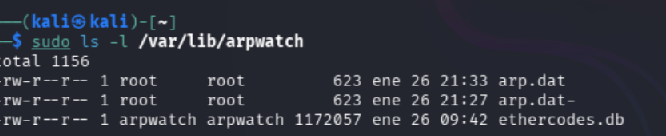 (kali㉿kali)-[~]
$ sudo ls -l /var/lib/arpwatch
otal 1156
-rw-r--r-- 1 root root 623 ene 26 21:33 arp.dat
-rw-r--r-- 1 root root 623 ene 26 21:27 arp.dat-
-rw-r--r-- 1 arpwatch arpwatch 1172057 ene 26 09:42 ethercodes.db